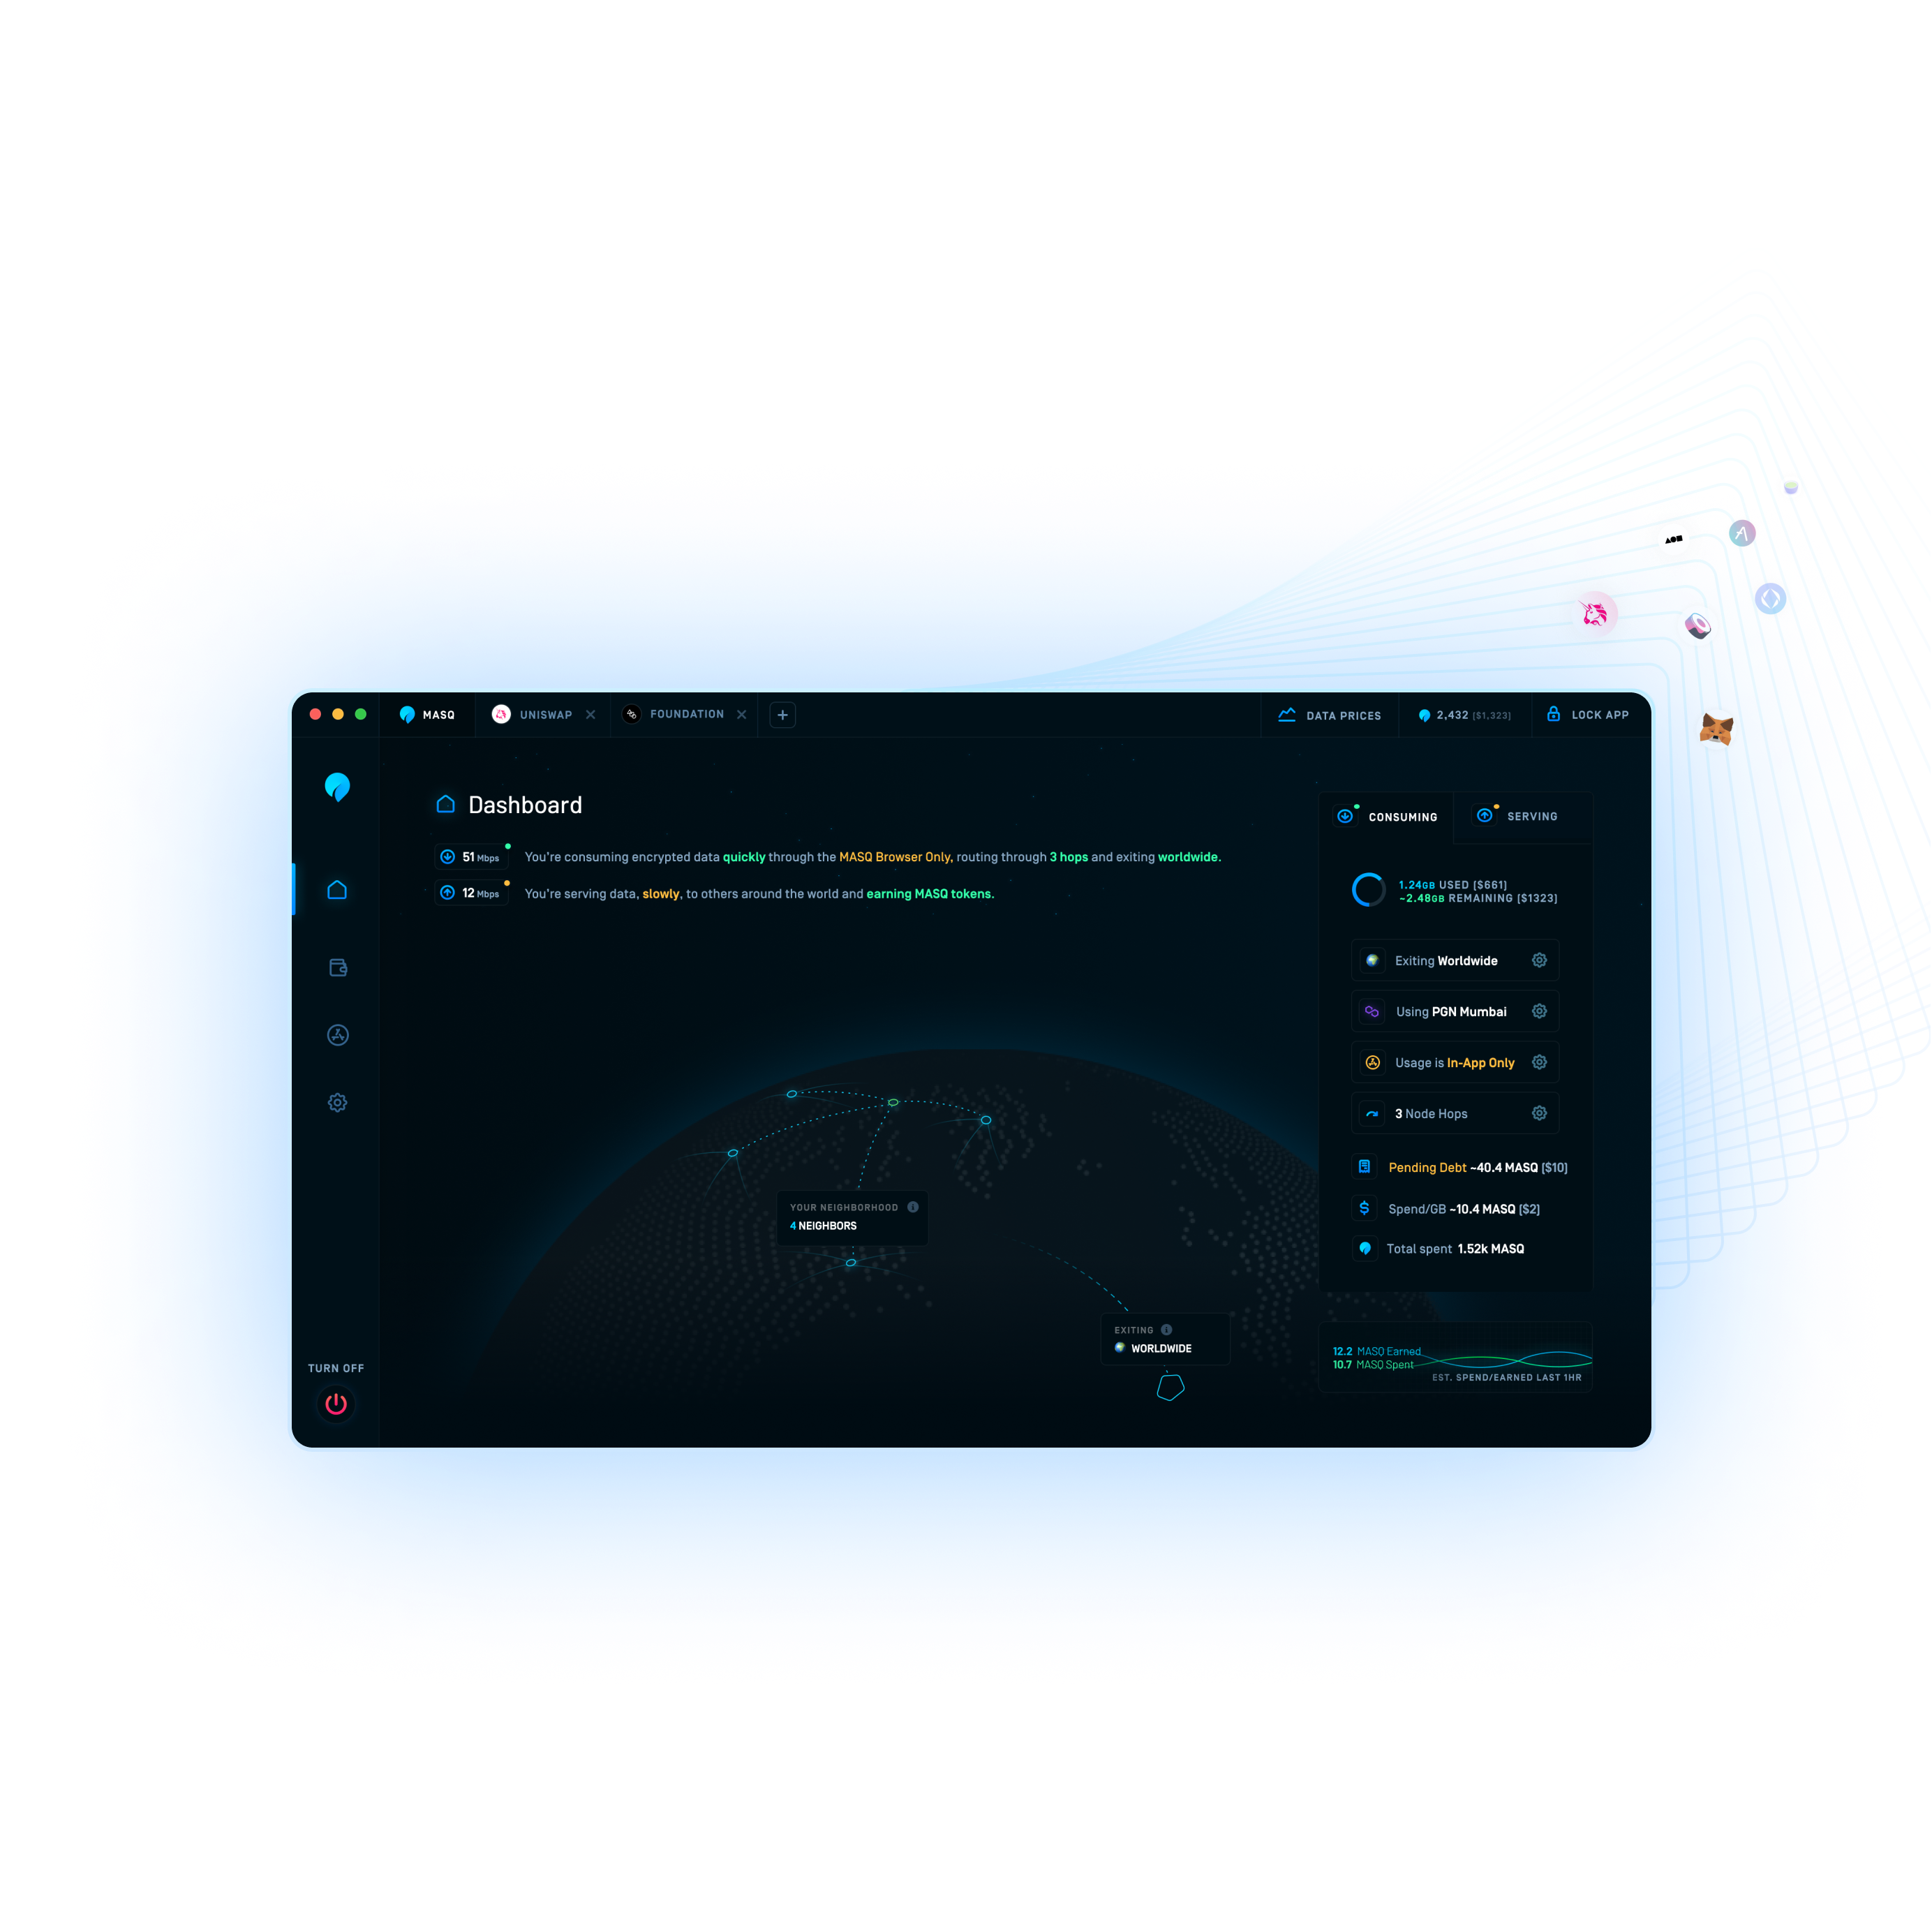 MASQ
UNISWAP
FOUNDATION
DATA PRICES
2,432 [$1,323]
LOCK APP
Dashboard
51 Mbps
You're consuming encrypted data quickly through the MASQ Browser Only, routing through 3 hops and exiting worldwide.
12 Mbps
You're serving data, slowly, to others around the world and earning MASQ tokens.
CONSUMING
SERVING
1.24GB USED [$661]
~2.48GB REMAINING [$1323]
Exiting Worldwide
Using PGN Mumbai
Usage is In-App Only
3 Node Hops
Pending Debt ~40.4 MASQ [$10]
Spend/GB ~10.4 MASQ [$2]
Total spent 1.52k MASQ
YOUR NEIGHBORHOOD
4 NEIGHBORS
EXITING
WORLDWIDE
12.2 MASQ Earned
10.7 MASQ Spent
EST. SPEND/EARNED LAST 1HR
TURN OFF